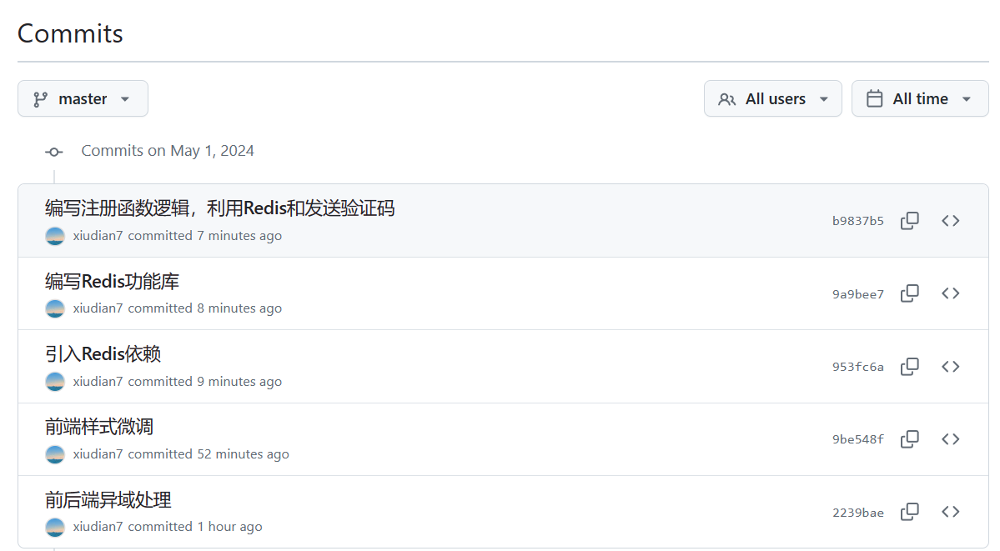 Commits
master
All users
All time
Commits on May 1, 2024
编写注册函数逻辑，利用Redis和发送验证码
b9837b5
xiudian7 committed 7 minutes ago
编写Redis功能库
9a9bee7
xiudian7 committed 8 minutes ago
引入Redis依赖
953fc6a
xiudian7 committed 9 minutes ago
前端样式微调
9be548f
xiudian7 committed 52 minutes ago
前后端异域处理
2239bae
xiudian7 committed 1 hour ago